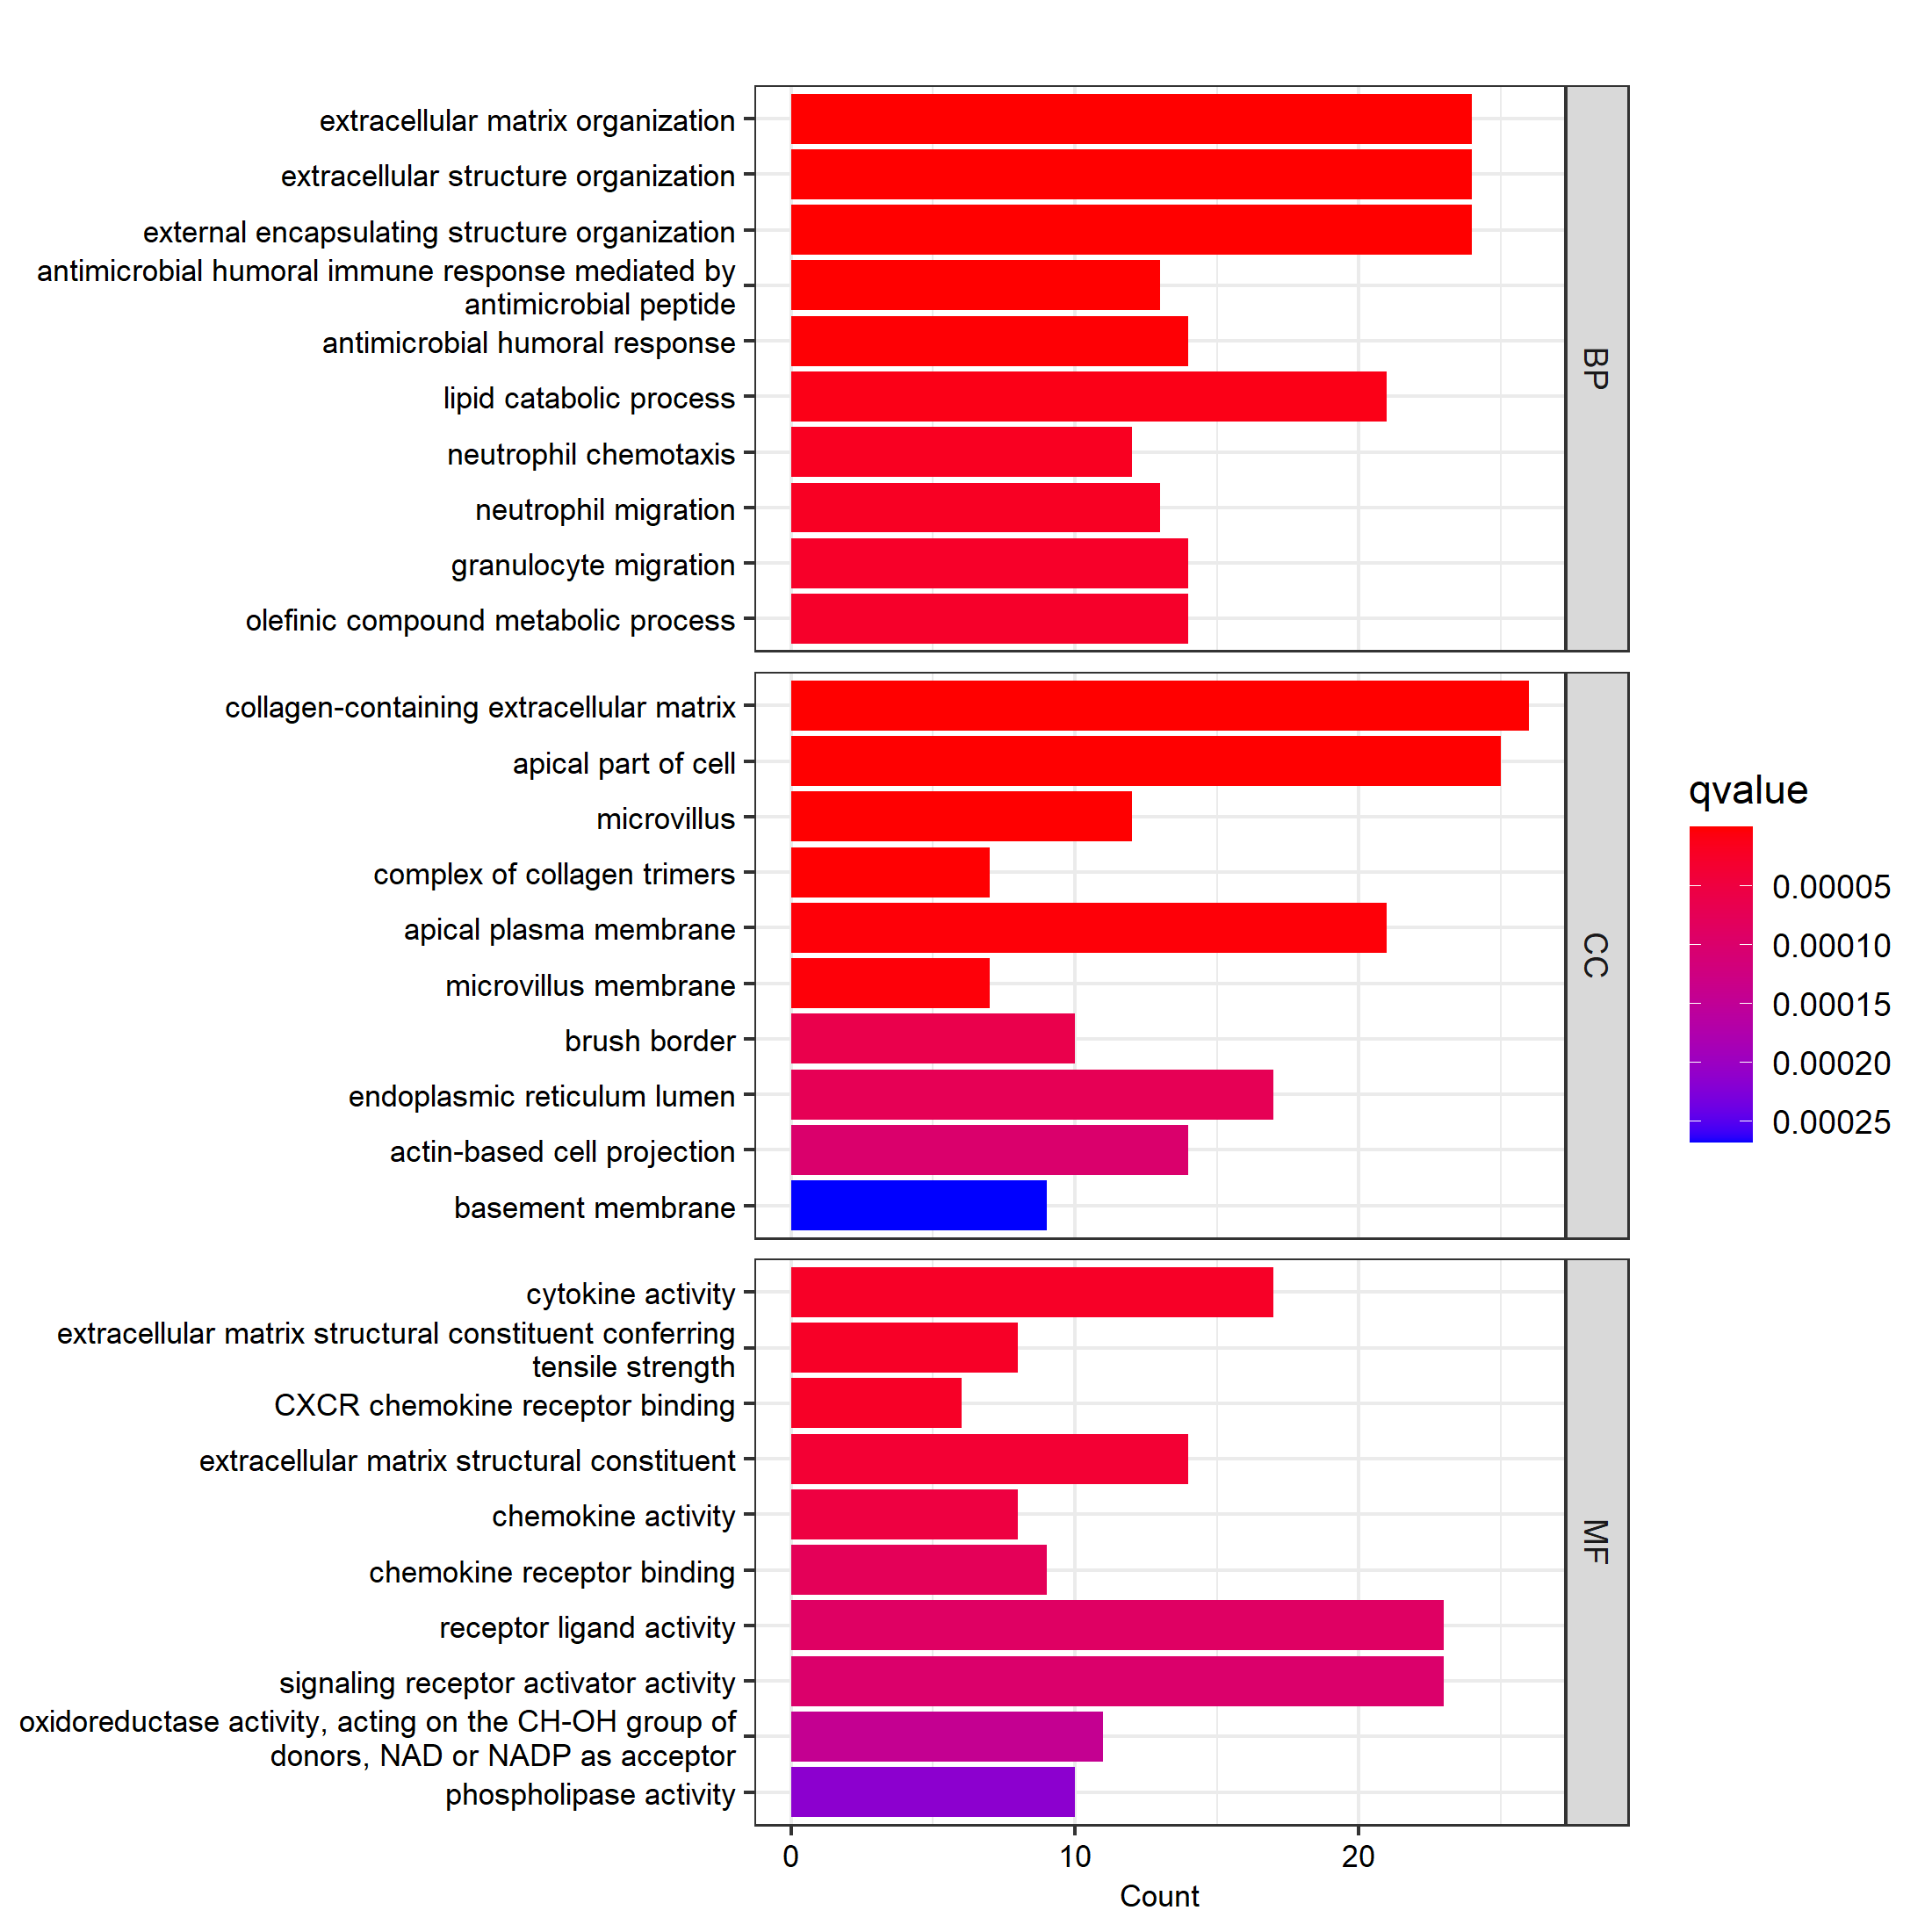 extracellular matrix organization
extracellular structure organization
external encapsulating structure organization
antimicrobial humoral immune response mediated by
antimicrobial peptide
antimicrobial humoral response
lipid catabolic process
neutrophil chemotaxis
neutrophil migration
granulocyte migration
olefinic compound metabolic process
BP
collagen-containing extracellular matrix
apical part of cell
microvillus
complex of collagen trimers
apical plasma membrane
microvillus membrane
brush border
endoplasmic reticulum lumen
actin-based cell projection
basement membrane
CC
cytokine activity
extracellular matrix structural constituent conferring
tensile strength
CXCR chemokine receptor binding
extracellular matrix structural constituent
chemokine activity
chemokine receptor binding
receptor ligand activity
signaling receptor activator activity
oxidoreductase activity, acting on the CH-OH group of
donors, NAD or NADP as acceptor
phospholipase activity
MF
0 10 20
Count
qvalue
0.00005
0.00010
0.00015
0.00020
0.00025